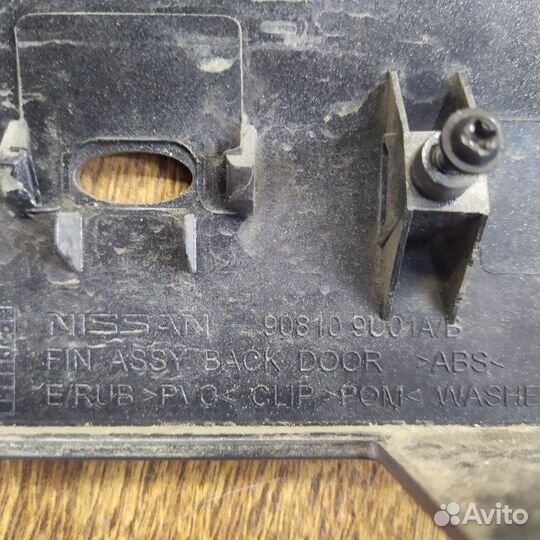 NISSAN 90810 9U01A/B
FIN ASSY BACK DOOR >ABS<
E/RUB >PVC< CLIP >POM< WASHE
Avito